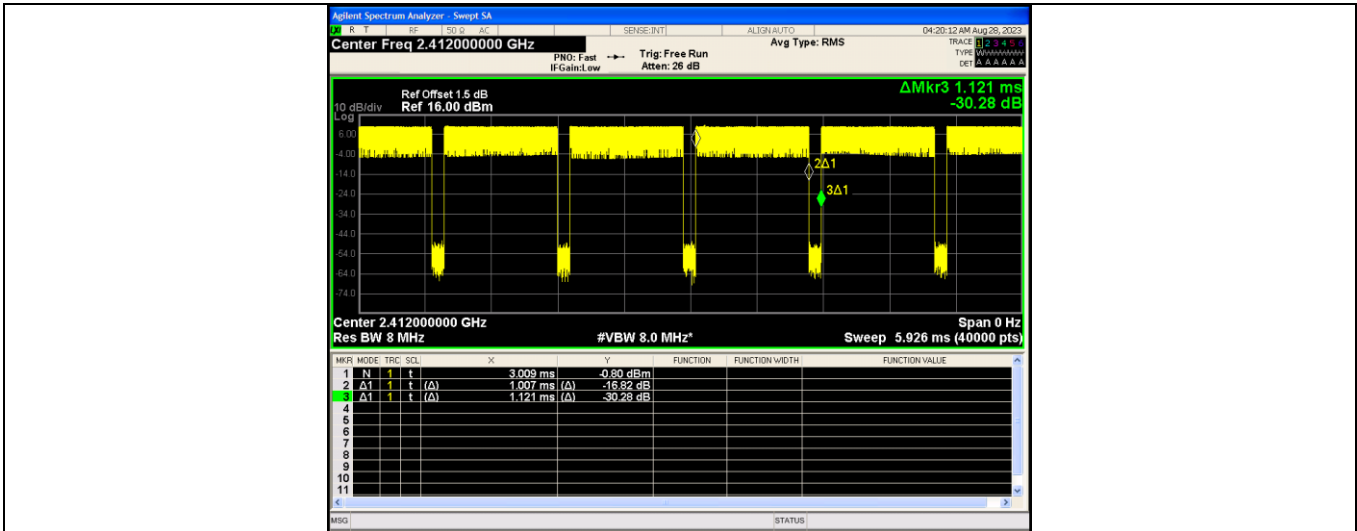 Agilent Spectrum Analyzer - Swept SA
R T RF 50 Ω AC SENSE:INT ALIGN AUTO 04:20:12 AM Aug 28, 2023
Center Freq 2.412000000 GHz Avg Type: RMS TRACE 1 2 3 4 5 6
PNO: Fast Trig: Free Run TYPE
IFGain:Low Atten: 26 dB DET A A A A A A
ΔMkr3 1.121 ms
Ref Offset 1.5 dB
10 dB/div Ref 16.00 dBm -30.28 dB
Log
6.00
-4.00
2Δ1
-14.0
3Δ1
-24.0
-34.0
-44.0
-54.0
-64.0
-74.0
Center 2.412000000 GHz Span 0 Hz
Res BW 8 MHz #VBW 8.0 MHz* Sweep 5.926 ms (40000 pts)
MKR MODE TRC SCL X Y FUNCTION FUNCTION WIDTH FUNCTION VALUE
1 N 1 t 3.009 ms -0.80 dBm
2 Δ1 1 t (Δ) 1.007 ms (Δ) -16.82 dB
3 Δ1 1 t (Δ) 1.121 ms (Δ) -30.28 dB
4
5
6
7
8
9
10
11
MSG STATUS